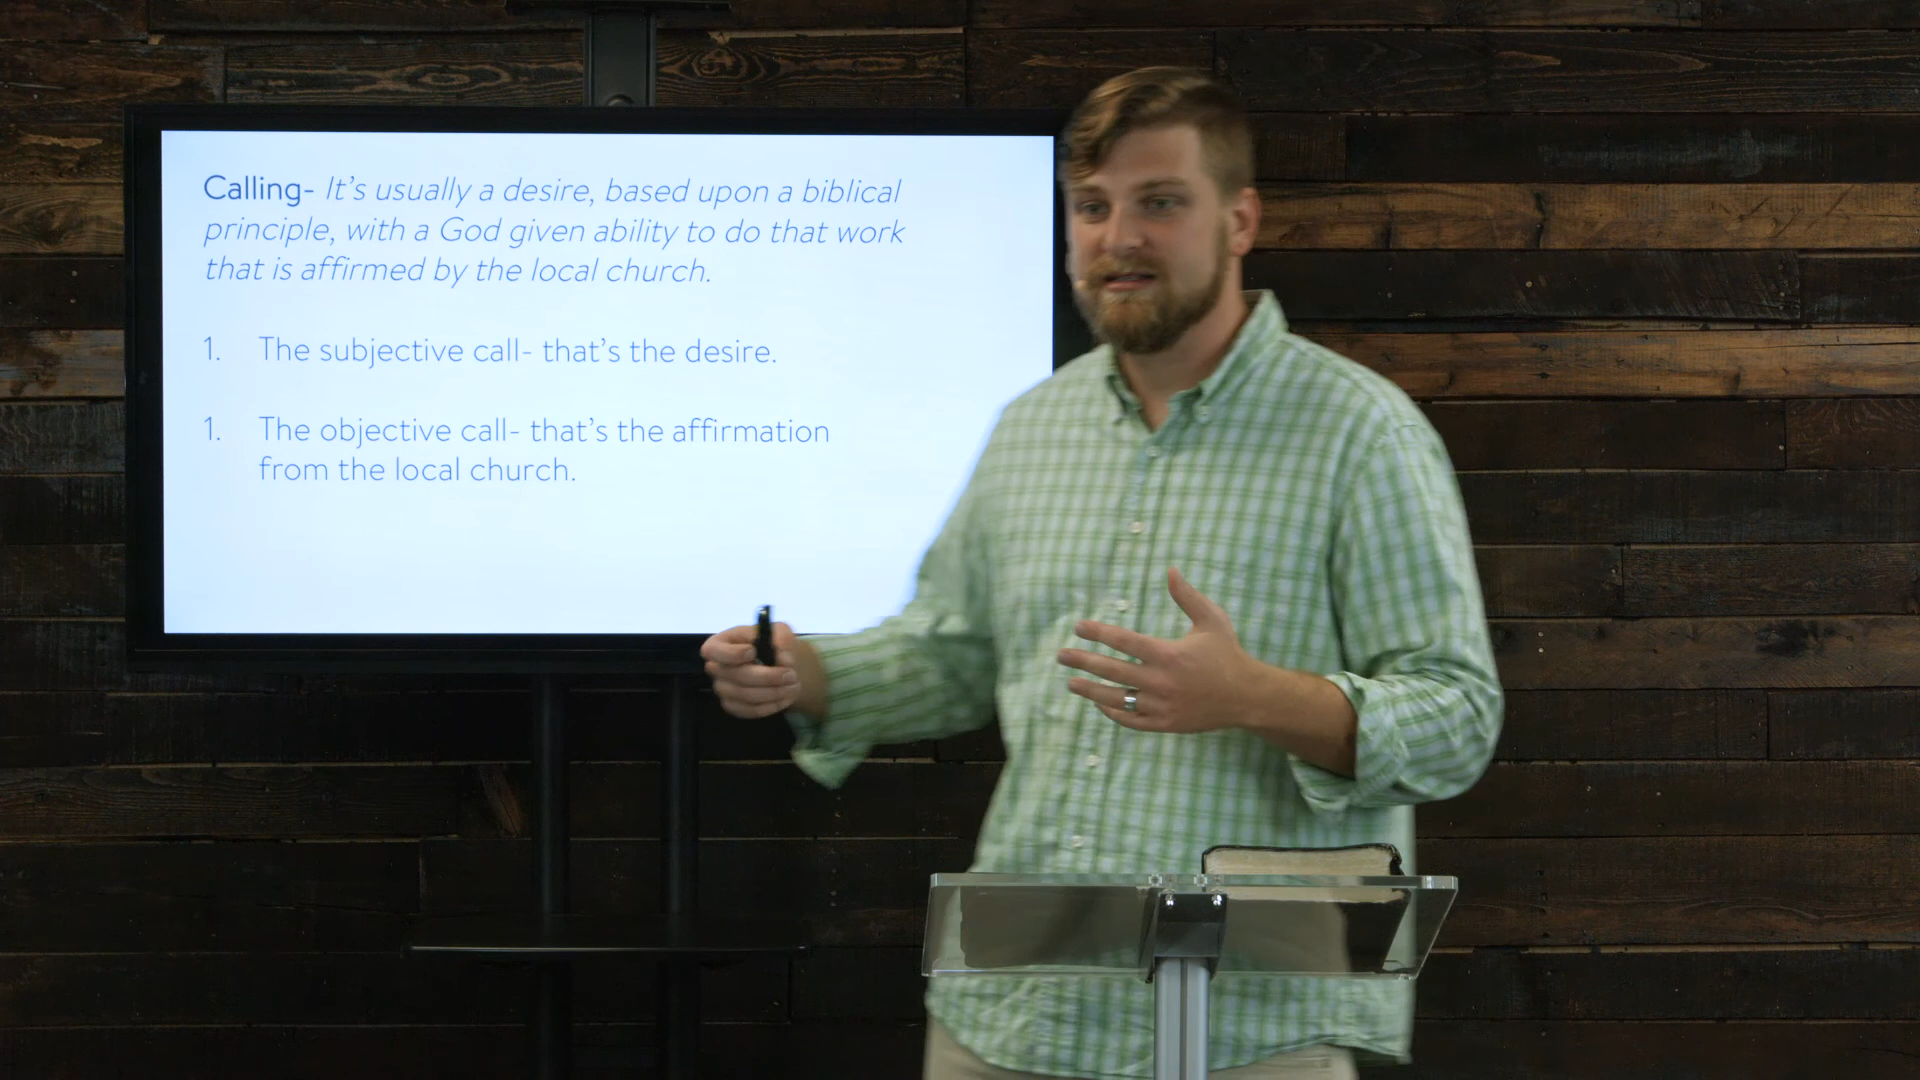 Calling- It's usually a desire, based upon a biblical
principle, with a God given ability to do that work
that is affirmed by the local church.
1. The subjective call- that's the desire.
1. The objective call- that's the affirmation
from the local church.